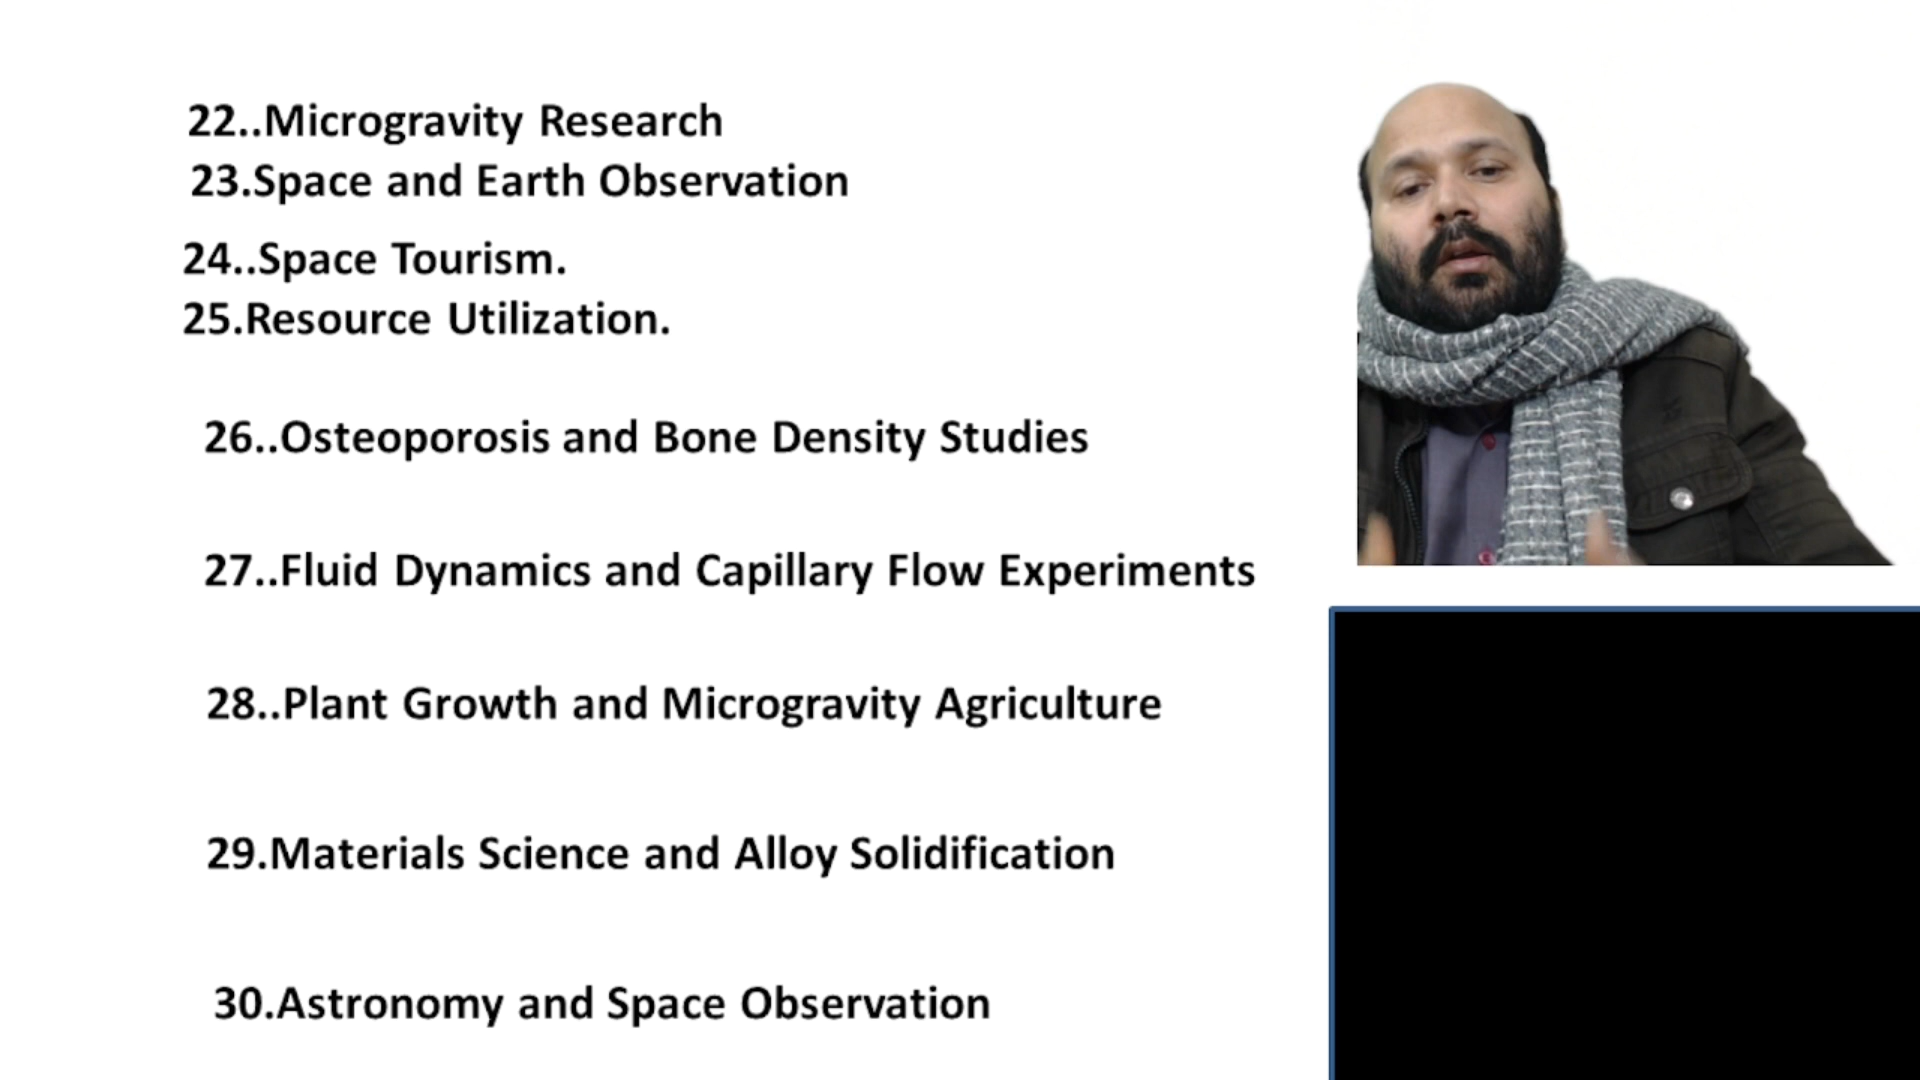 22..Microgravity Research
23.Space and Earth Observation
24..Space Tourism.
25.Resource Utilization.
26..Osteoporosis and Bone Density Studies
27..Fluid Dynamics and Capillary Flow Experiments
28..Plant Growth and Microgravity Agriculture
29.Materials Science and Alloy Solidification
30.Astronomy and Space Observation